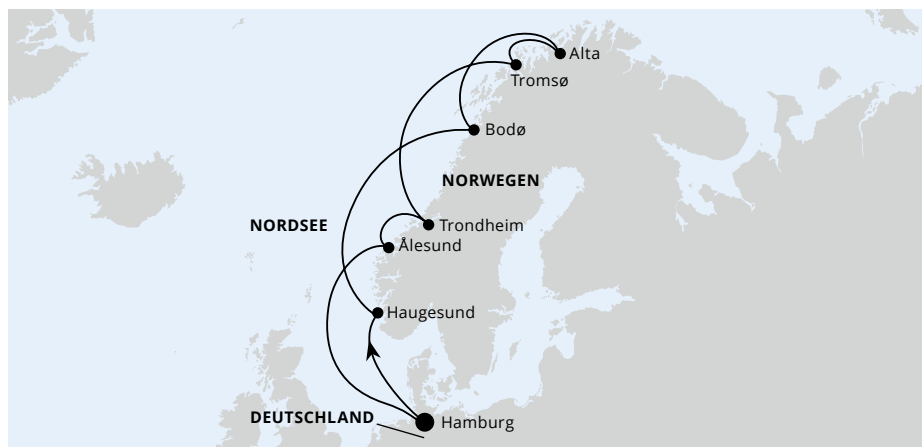 Alta
Tromsø
Bodø
NORWEGEN
NORDSEE
Trondheim
Ålesund
Haugesund
DEUTSCHLAND
Hamburg